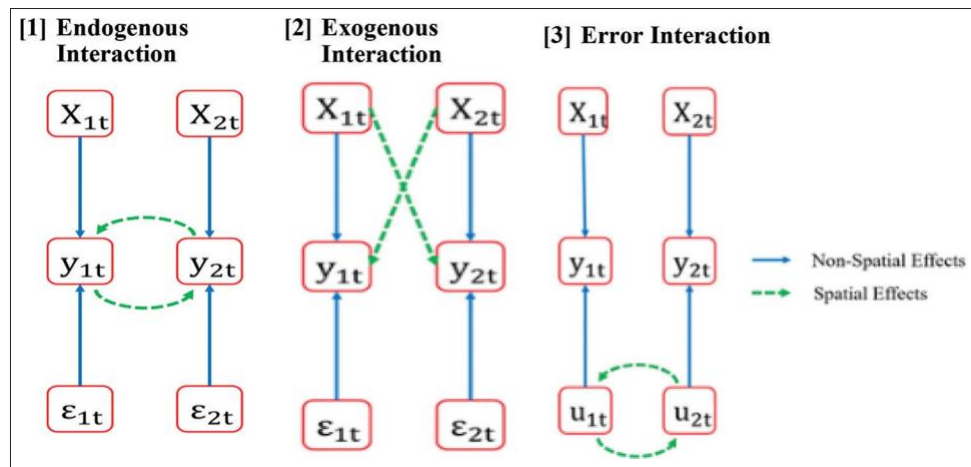 [1] Endogenous
Interaction
[2] Exogenous
Interaction
[3] Error Interaction
X1t
X2t
y1t
y2t
ε1t
ε2t
X1t
X2t
y1t
y2t
ε1t
ε2t
X1t
X2t
y1t
y2t
u1t
u2t
Non-Spatial Effects
Spatial Effects